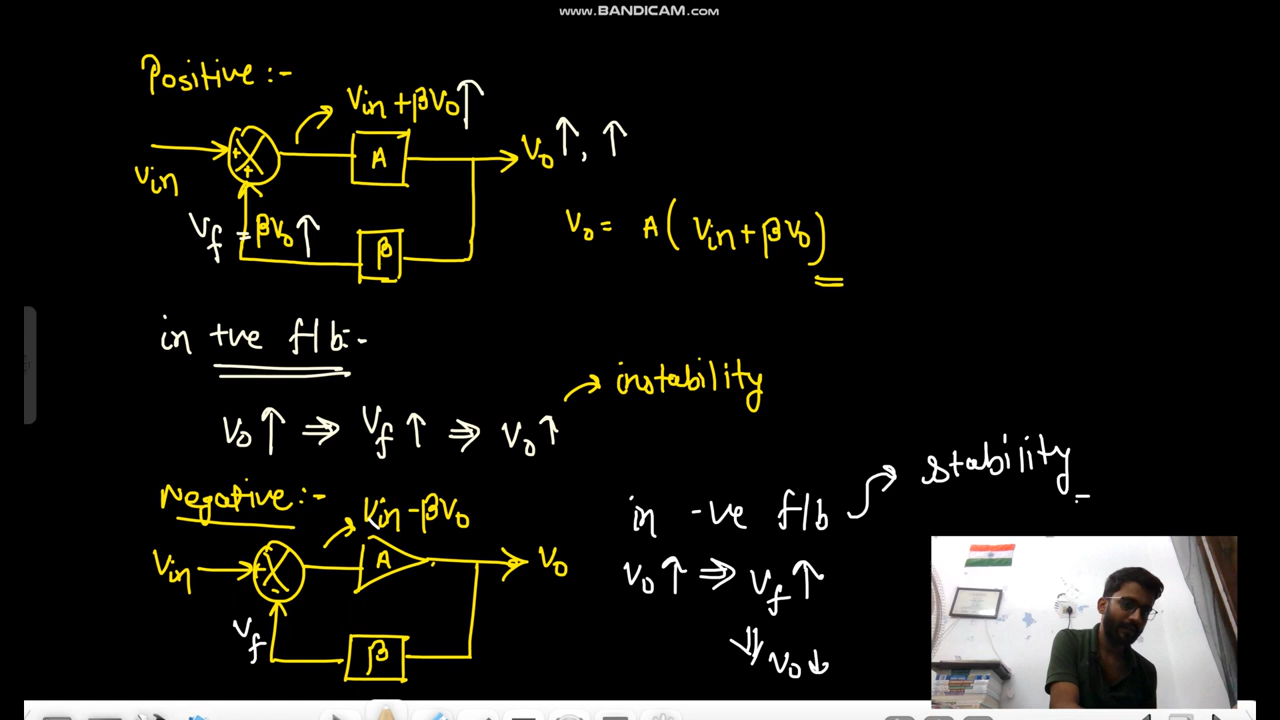 www.BANDICAM.com
Positive :-
Vin + βVo ↑
Vin
+
+
A
Vo ↑, ↑
Vf = βVo ↑
β
Vo = A ( Vin + βVo )
in +ve f/b :-
Vo ↑ ⇒ Vf ↑ ⇒ Vo ↑
instability
Negative :-
Vin - βVo
Vin
+
-
A
Vo
Vf
β
in -ve f/b
stability
Vo ↑ ⇒ Vf ↑
⇓ Vo ↓